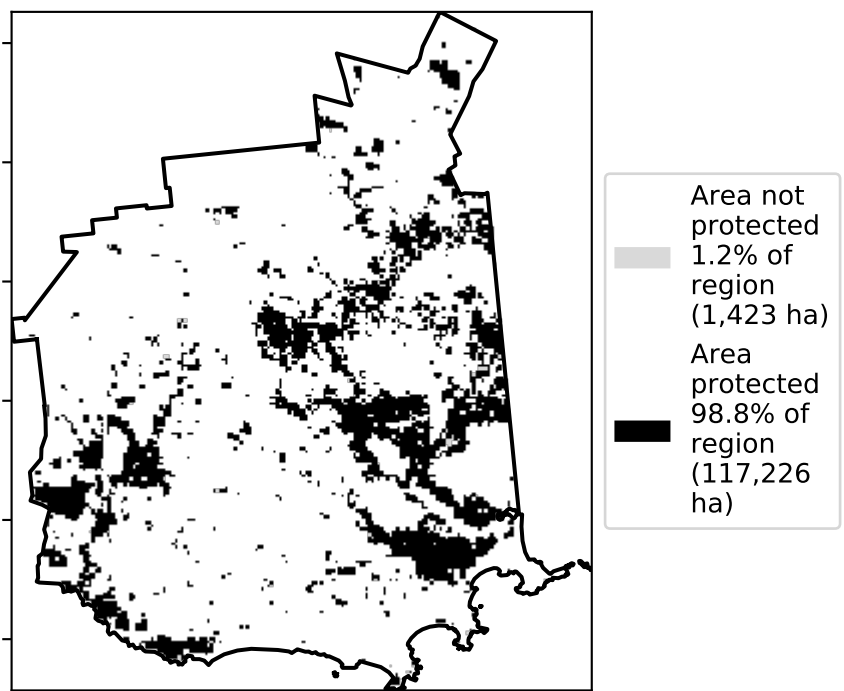 Area not
protected
1.2% of
region
(1,423 ha)
Area
protected
98.8% of
region
(117,226
ha)